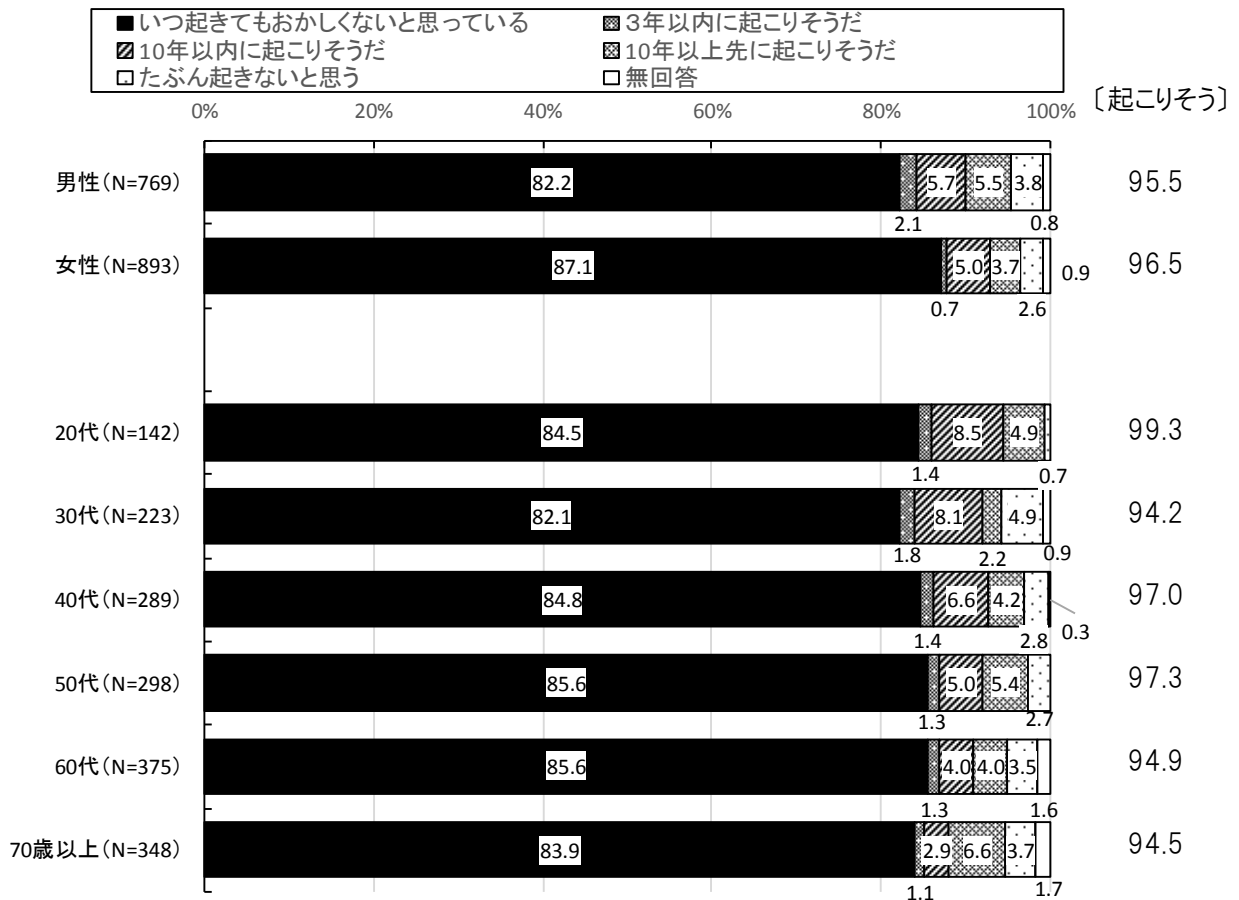 ■いつ起きてもおかしくないと思っている ３年以内に起こりそうだ
10年以内に起こりそうだ 10年以上先に起こりそうだ
たぶん起きないと思う 無回答
0% 20% 40% 60% 80% 100% 〔起こりそう〕
男性(N=769) 82.2 5.7 5.5 3.8 95.5
2.1 0.8
女性(N=893) 87.1 5.0 3.7 0.9 96.5
0.7 2.6
20代(N=142) 84.5 8.5 4.9 99.3
1.4 0.7
30代(N=223) 82.1 8.1 4.9 94.2
1.8 2.2 0.9
40代(N=289) 84.8 6.6 4.2 97.0
1.4 2.8 0.3
50代(N=298) 85.6 5.0 5.4 97.3
1.3 2.7
60代(N=375) 85.6 4.0 4.0 3.5 94.9
1.3 1.6
70歳以上(N=348) 83.9 2.9 6.6 3.7 94.5
1.1 1.7